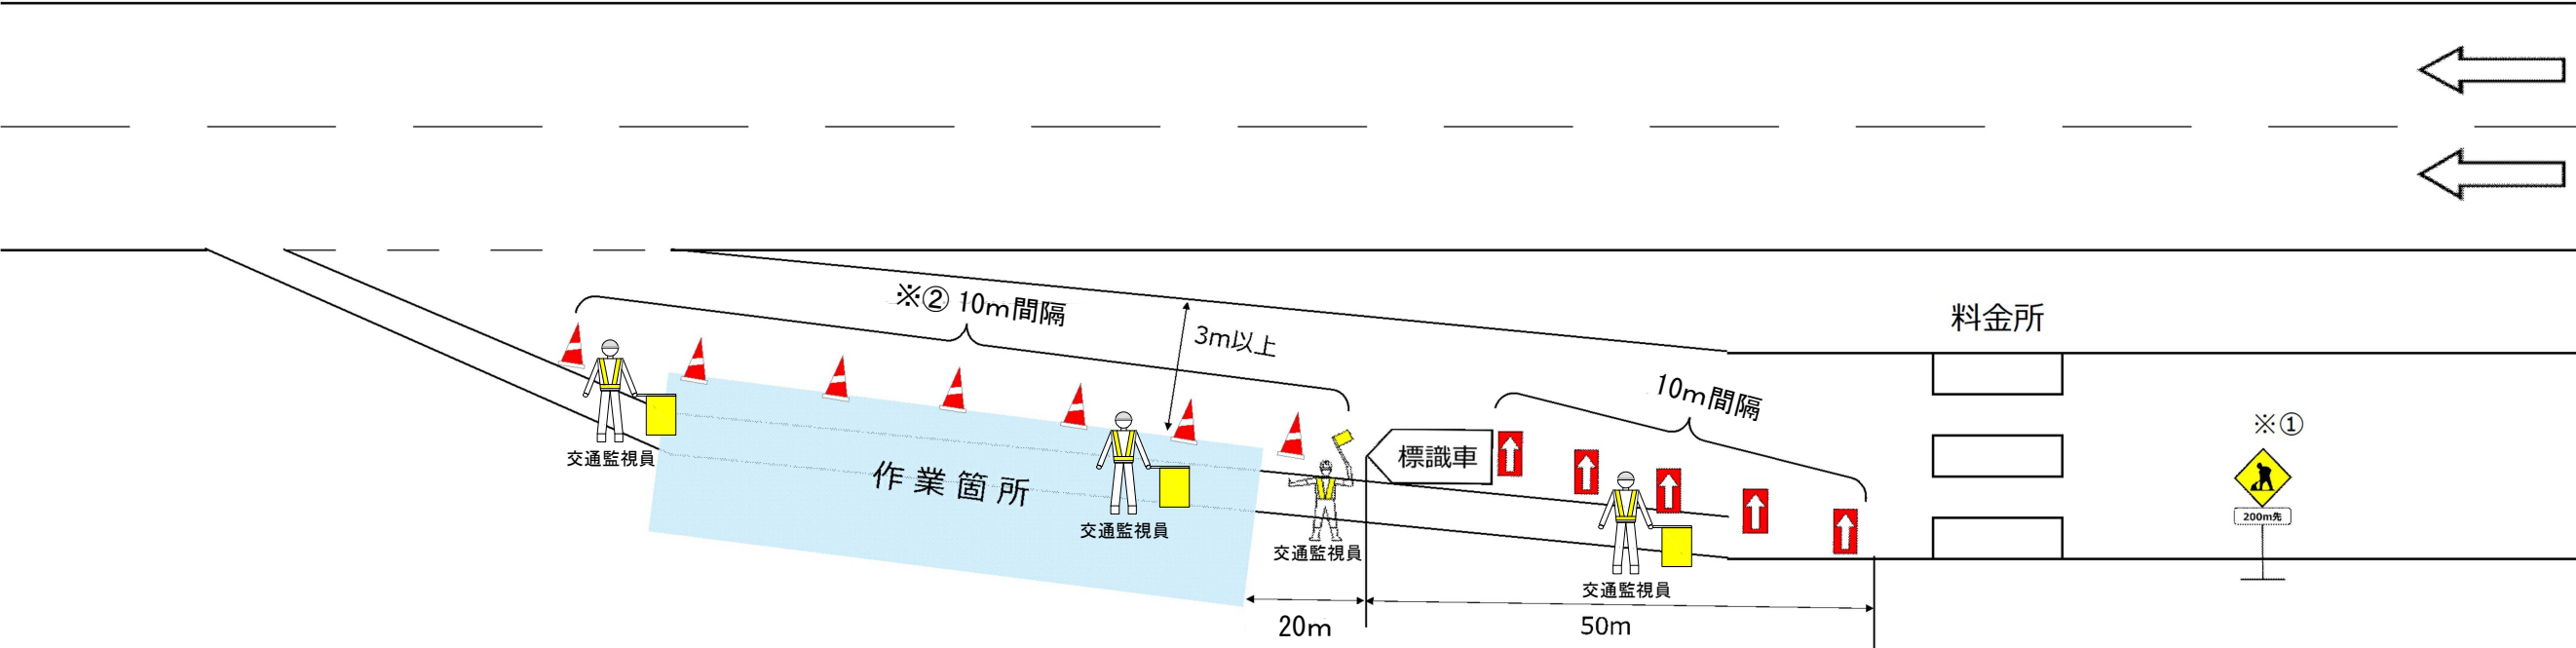 ※② 10m間隔
3m以上
料金所
10m間隔
※①
標識車
200m先
交通監視員
作業箇所
交通監視員
交通監視員
交通監視員
20m
50m